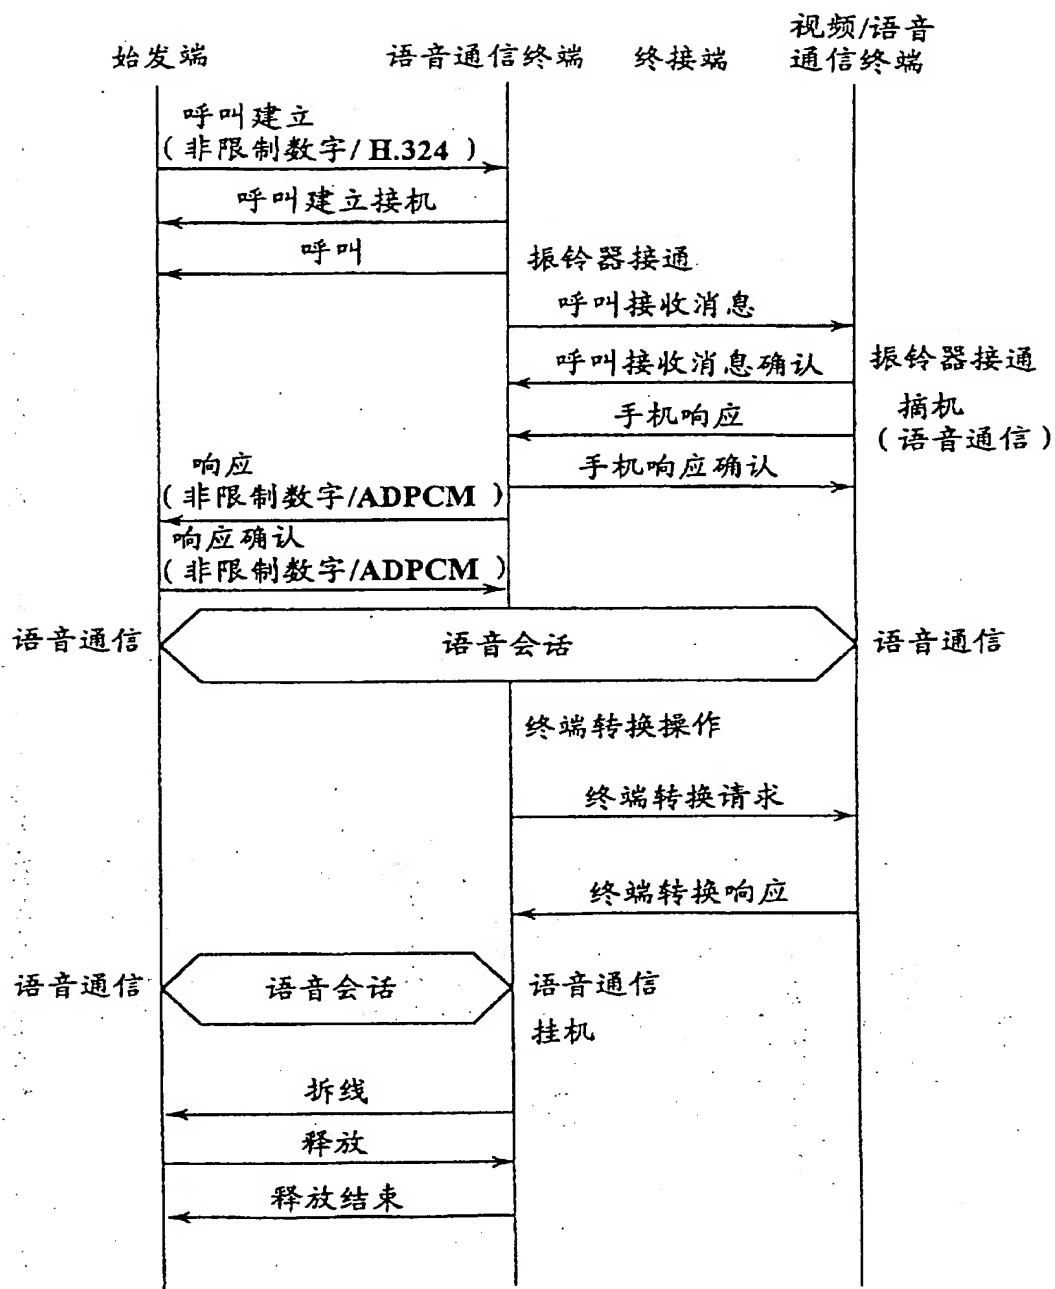 始发端
语音通信终端
终接端
视频/语音
通信终端
呼叫建立
(非限制数字/ H.324 )
呼叫建立接机
呼叫
振铃器接通
呼叫接收消息
呼叫接收消息确认
振铃器接通
手机响应
摘机
(语音通信)
响应
(非限制数字/ADPCM )
手机响应确认
响应确认
(非限制数字/ADPCM )
语音通信
语音会话
语音通信
终端转换操作
终端转换请求
终端转换响应
语音通信
语音会话
语音通信
挂机
拆线
释放
释放结束